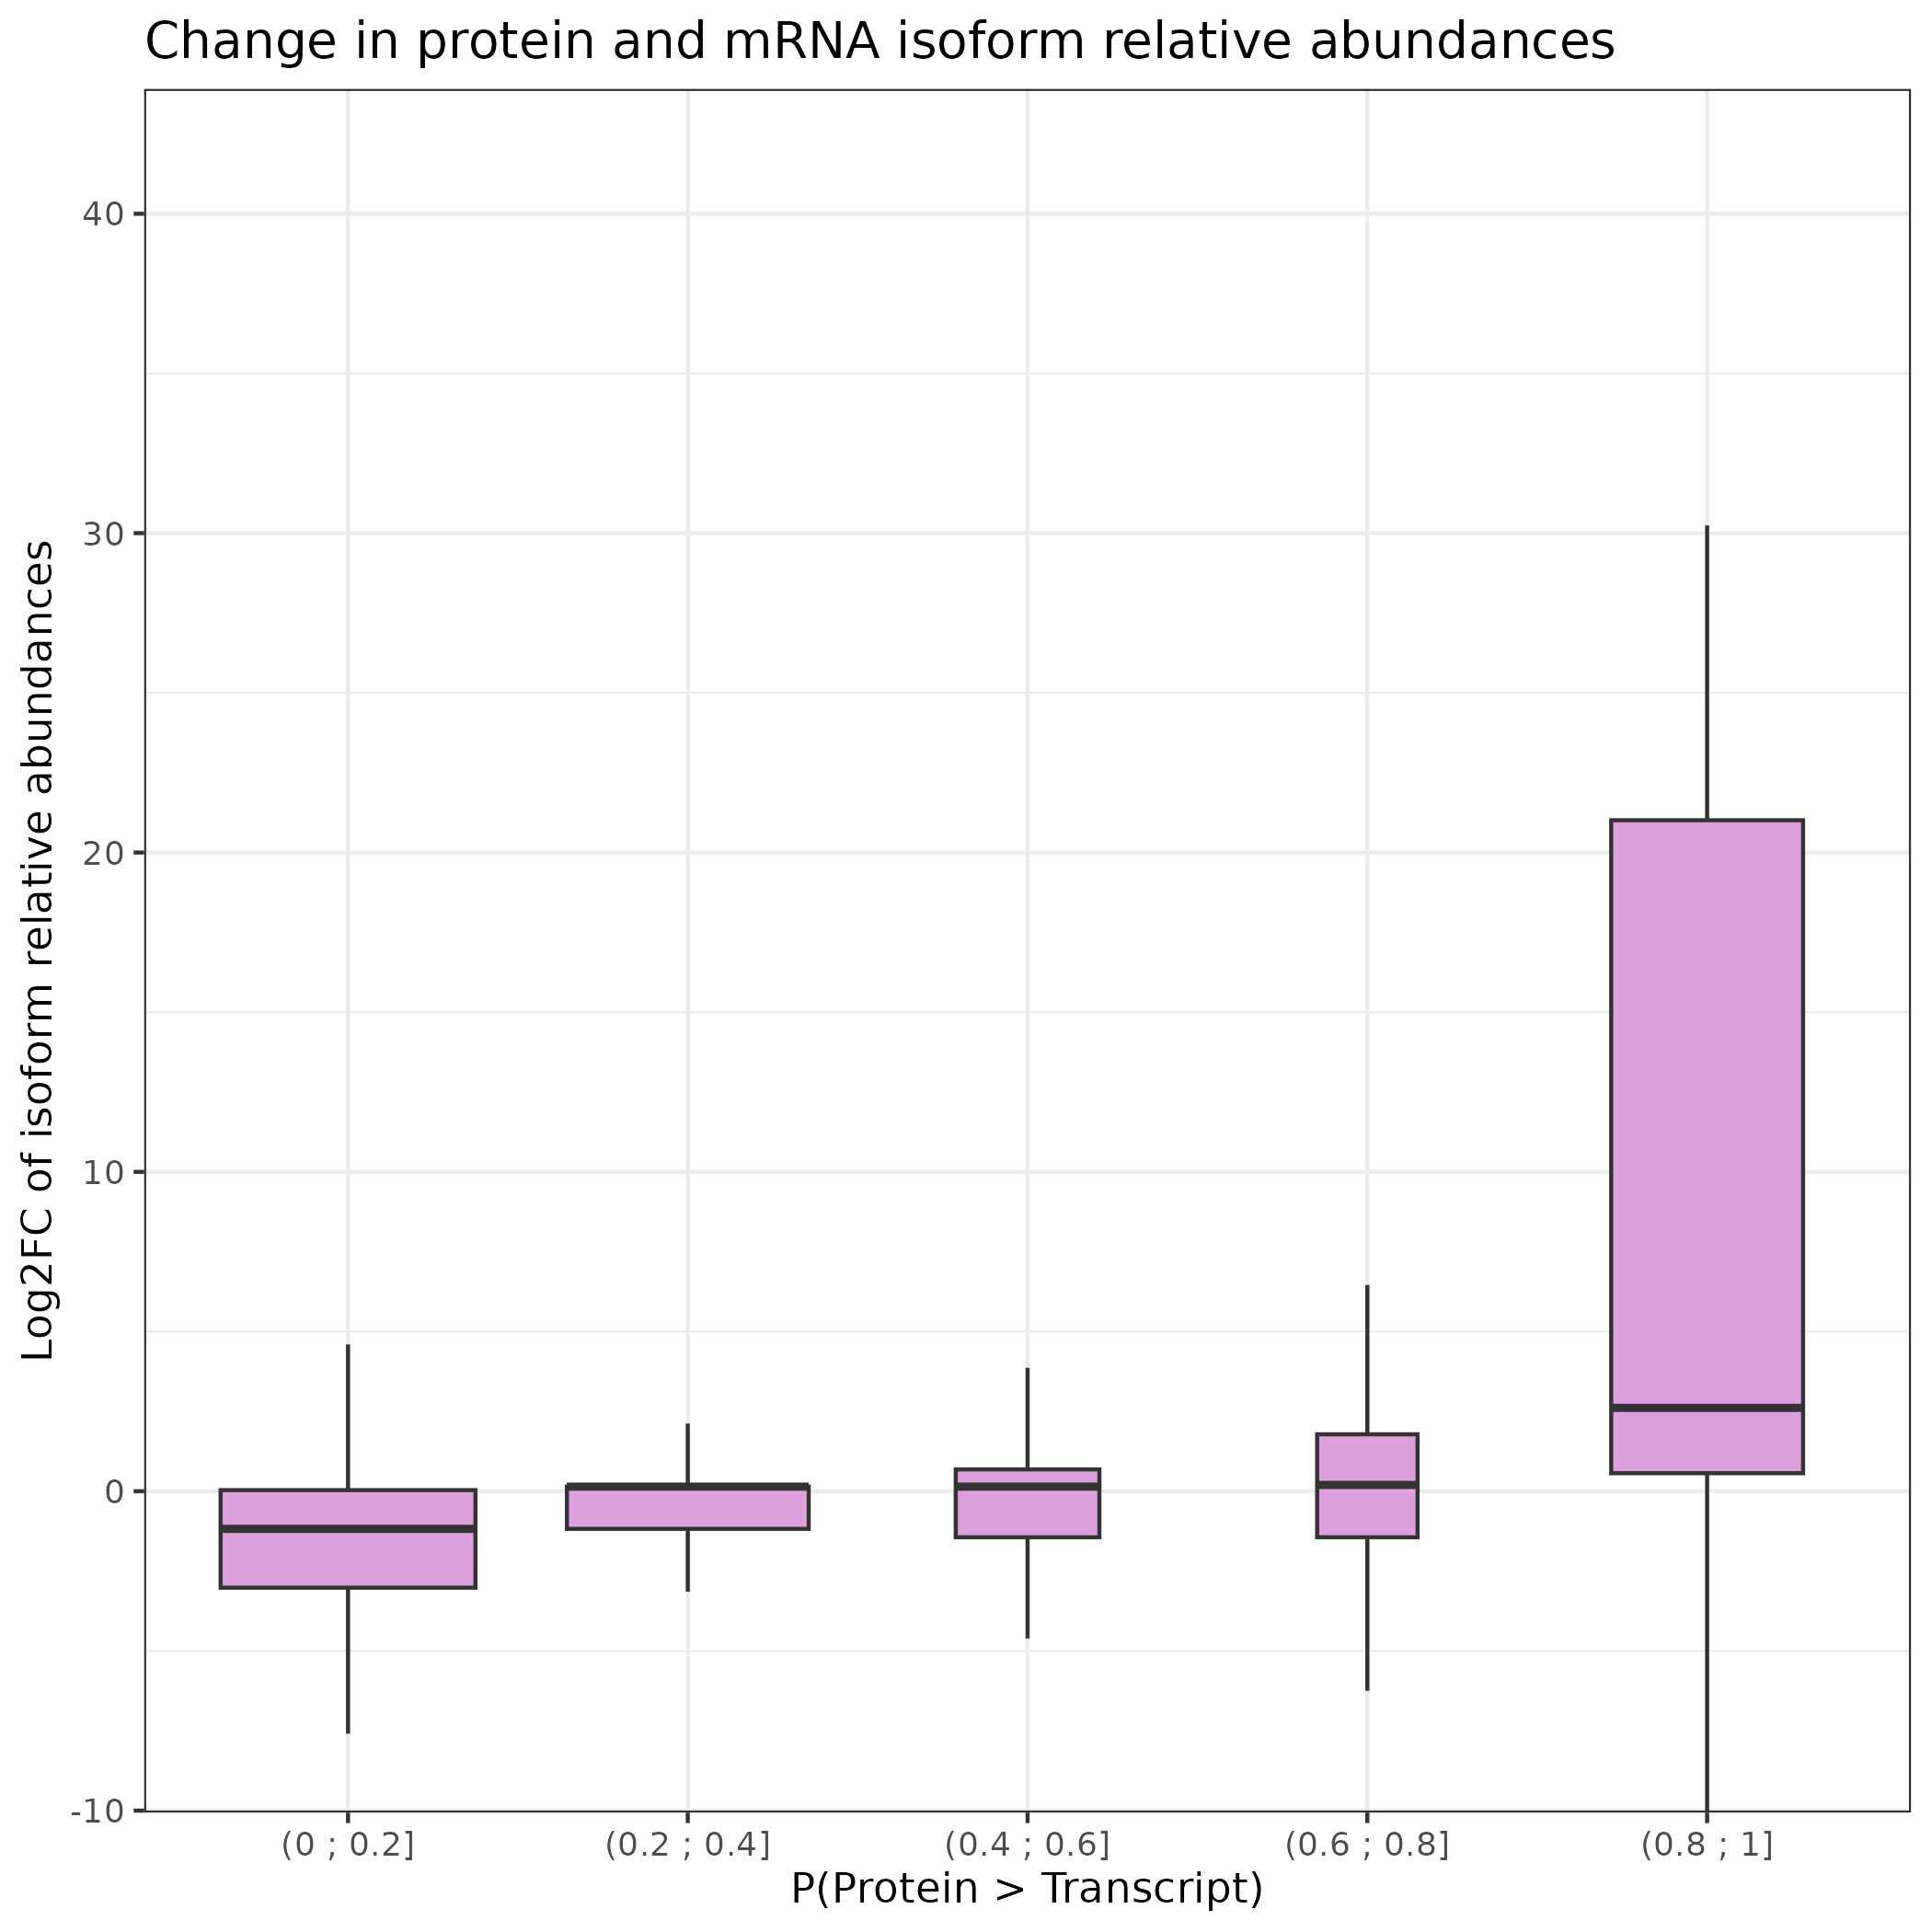 Change in protein and mRNA isoform relative abundances
Log2FC of isoform relative abundances
40
30
20
10
0
-10
(0 ; 0.2]
(0.2 ; 0.4]
(0.4 ; 0.6]
(0.6 ; 0.8]
(0.8 ; 1]
P(Protein > Transcript)